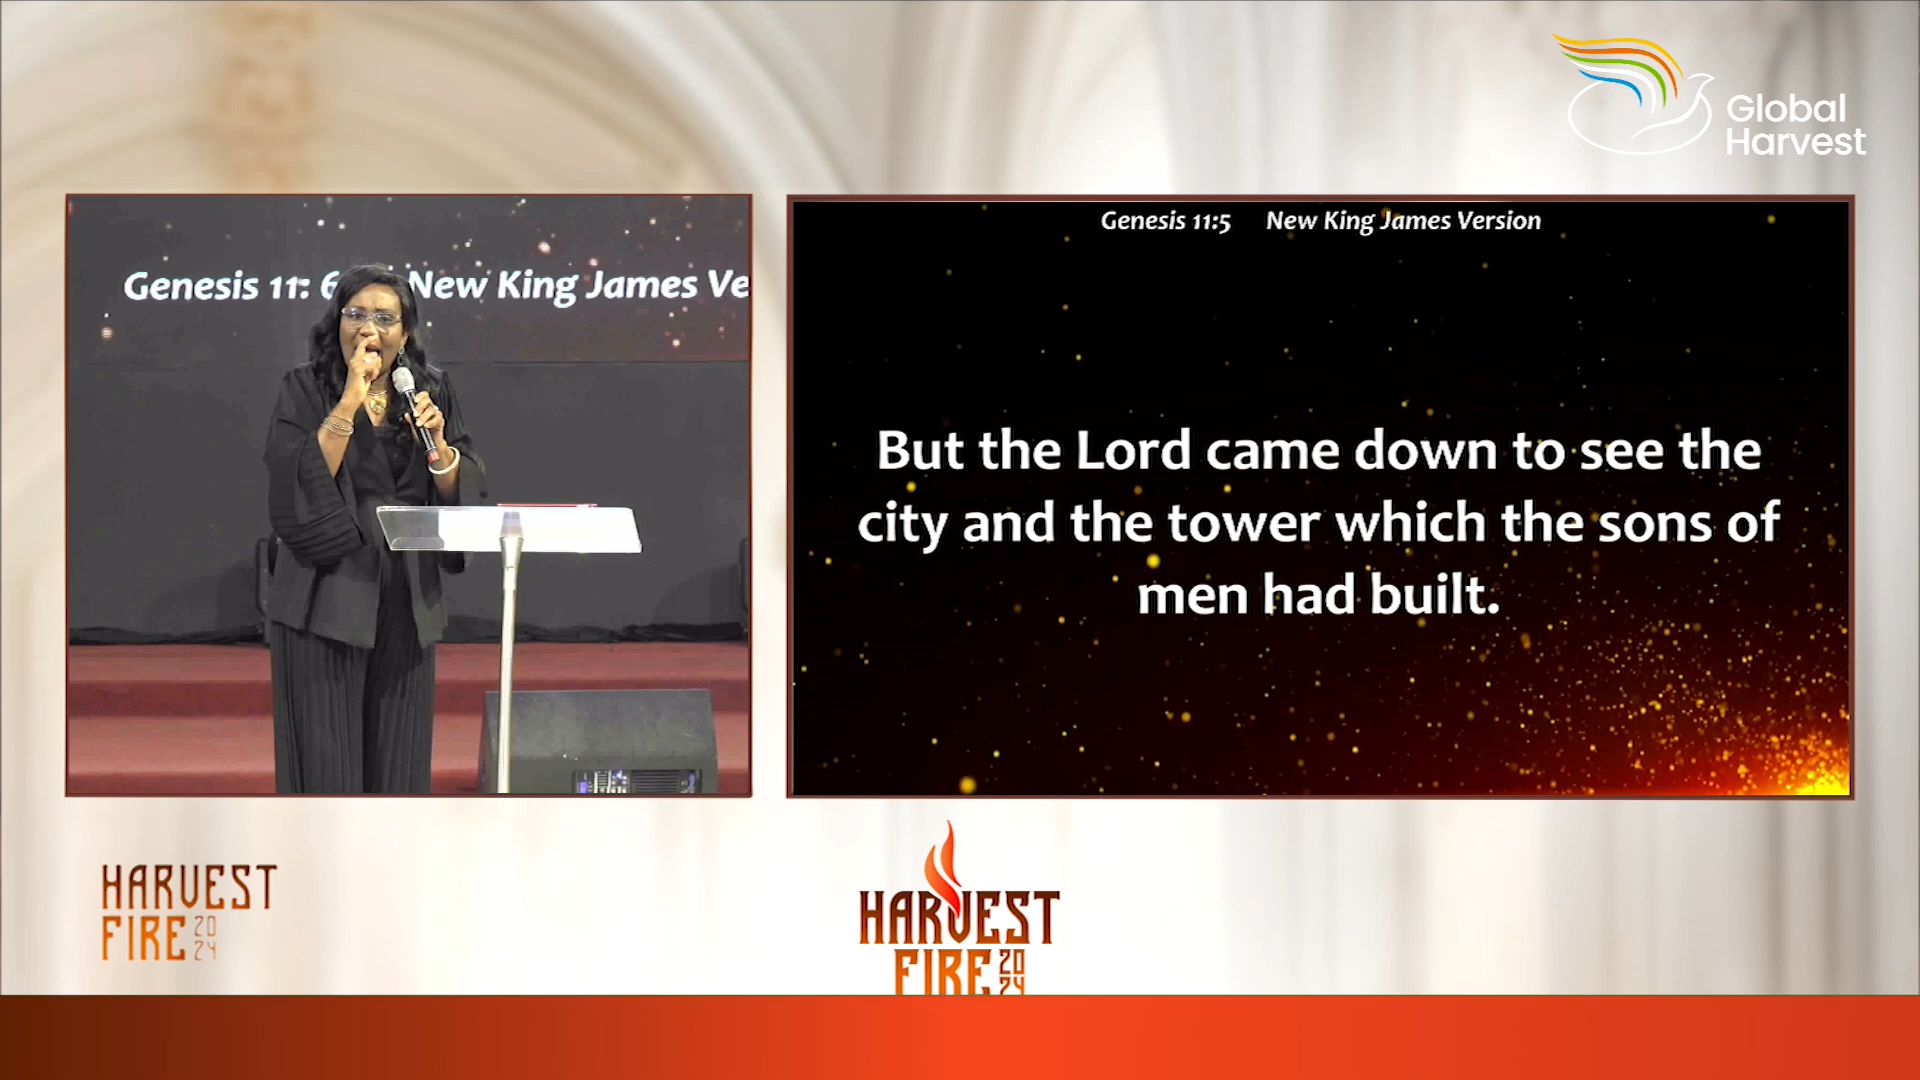 Global
Harvest
Genesis 11: 6 New King James Ve
Genesis 11:5 New King James Version
But the Lord came down to see the
city and the tower which the sons of
men had built.
HARVEST
FIRE 20
24
HARVEST
FIRE 20
24